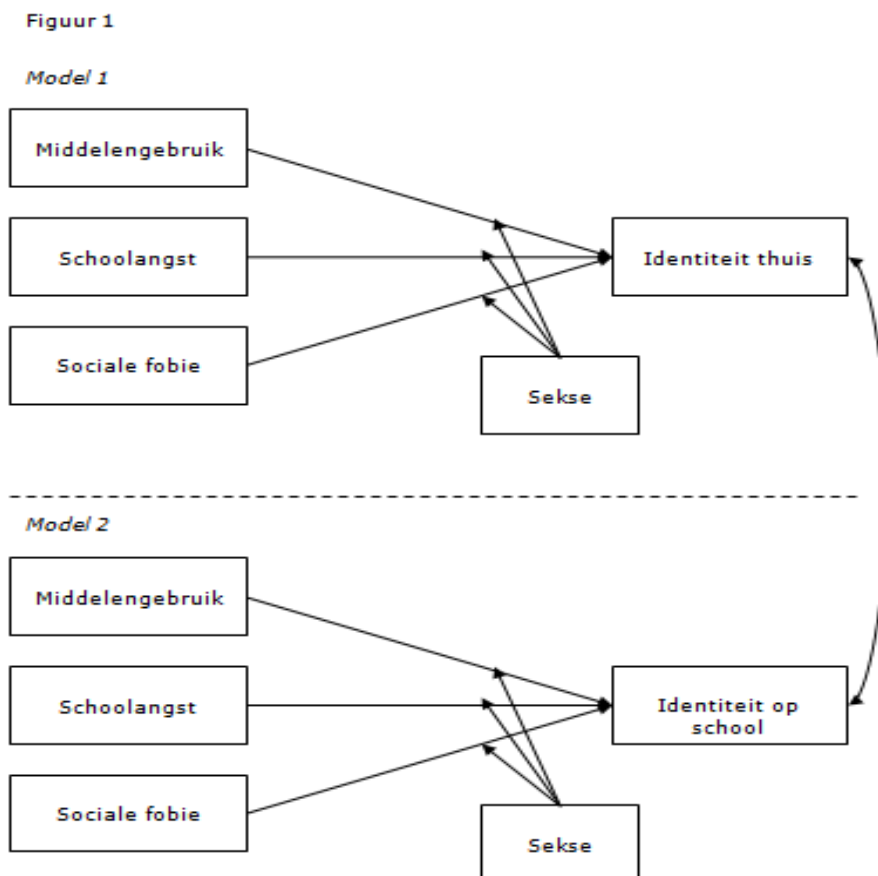 Figuur 1
Model 1
Middelengebruik
Schoolangst
Identiteit thuis
Sociale fobie
Sekse
Model 2
Middelengebruik
Schoolangst
Identiteit op
school
Sociale fobie
Sekse